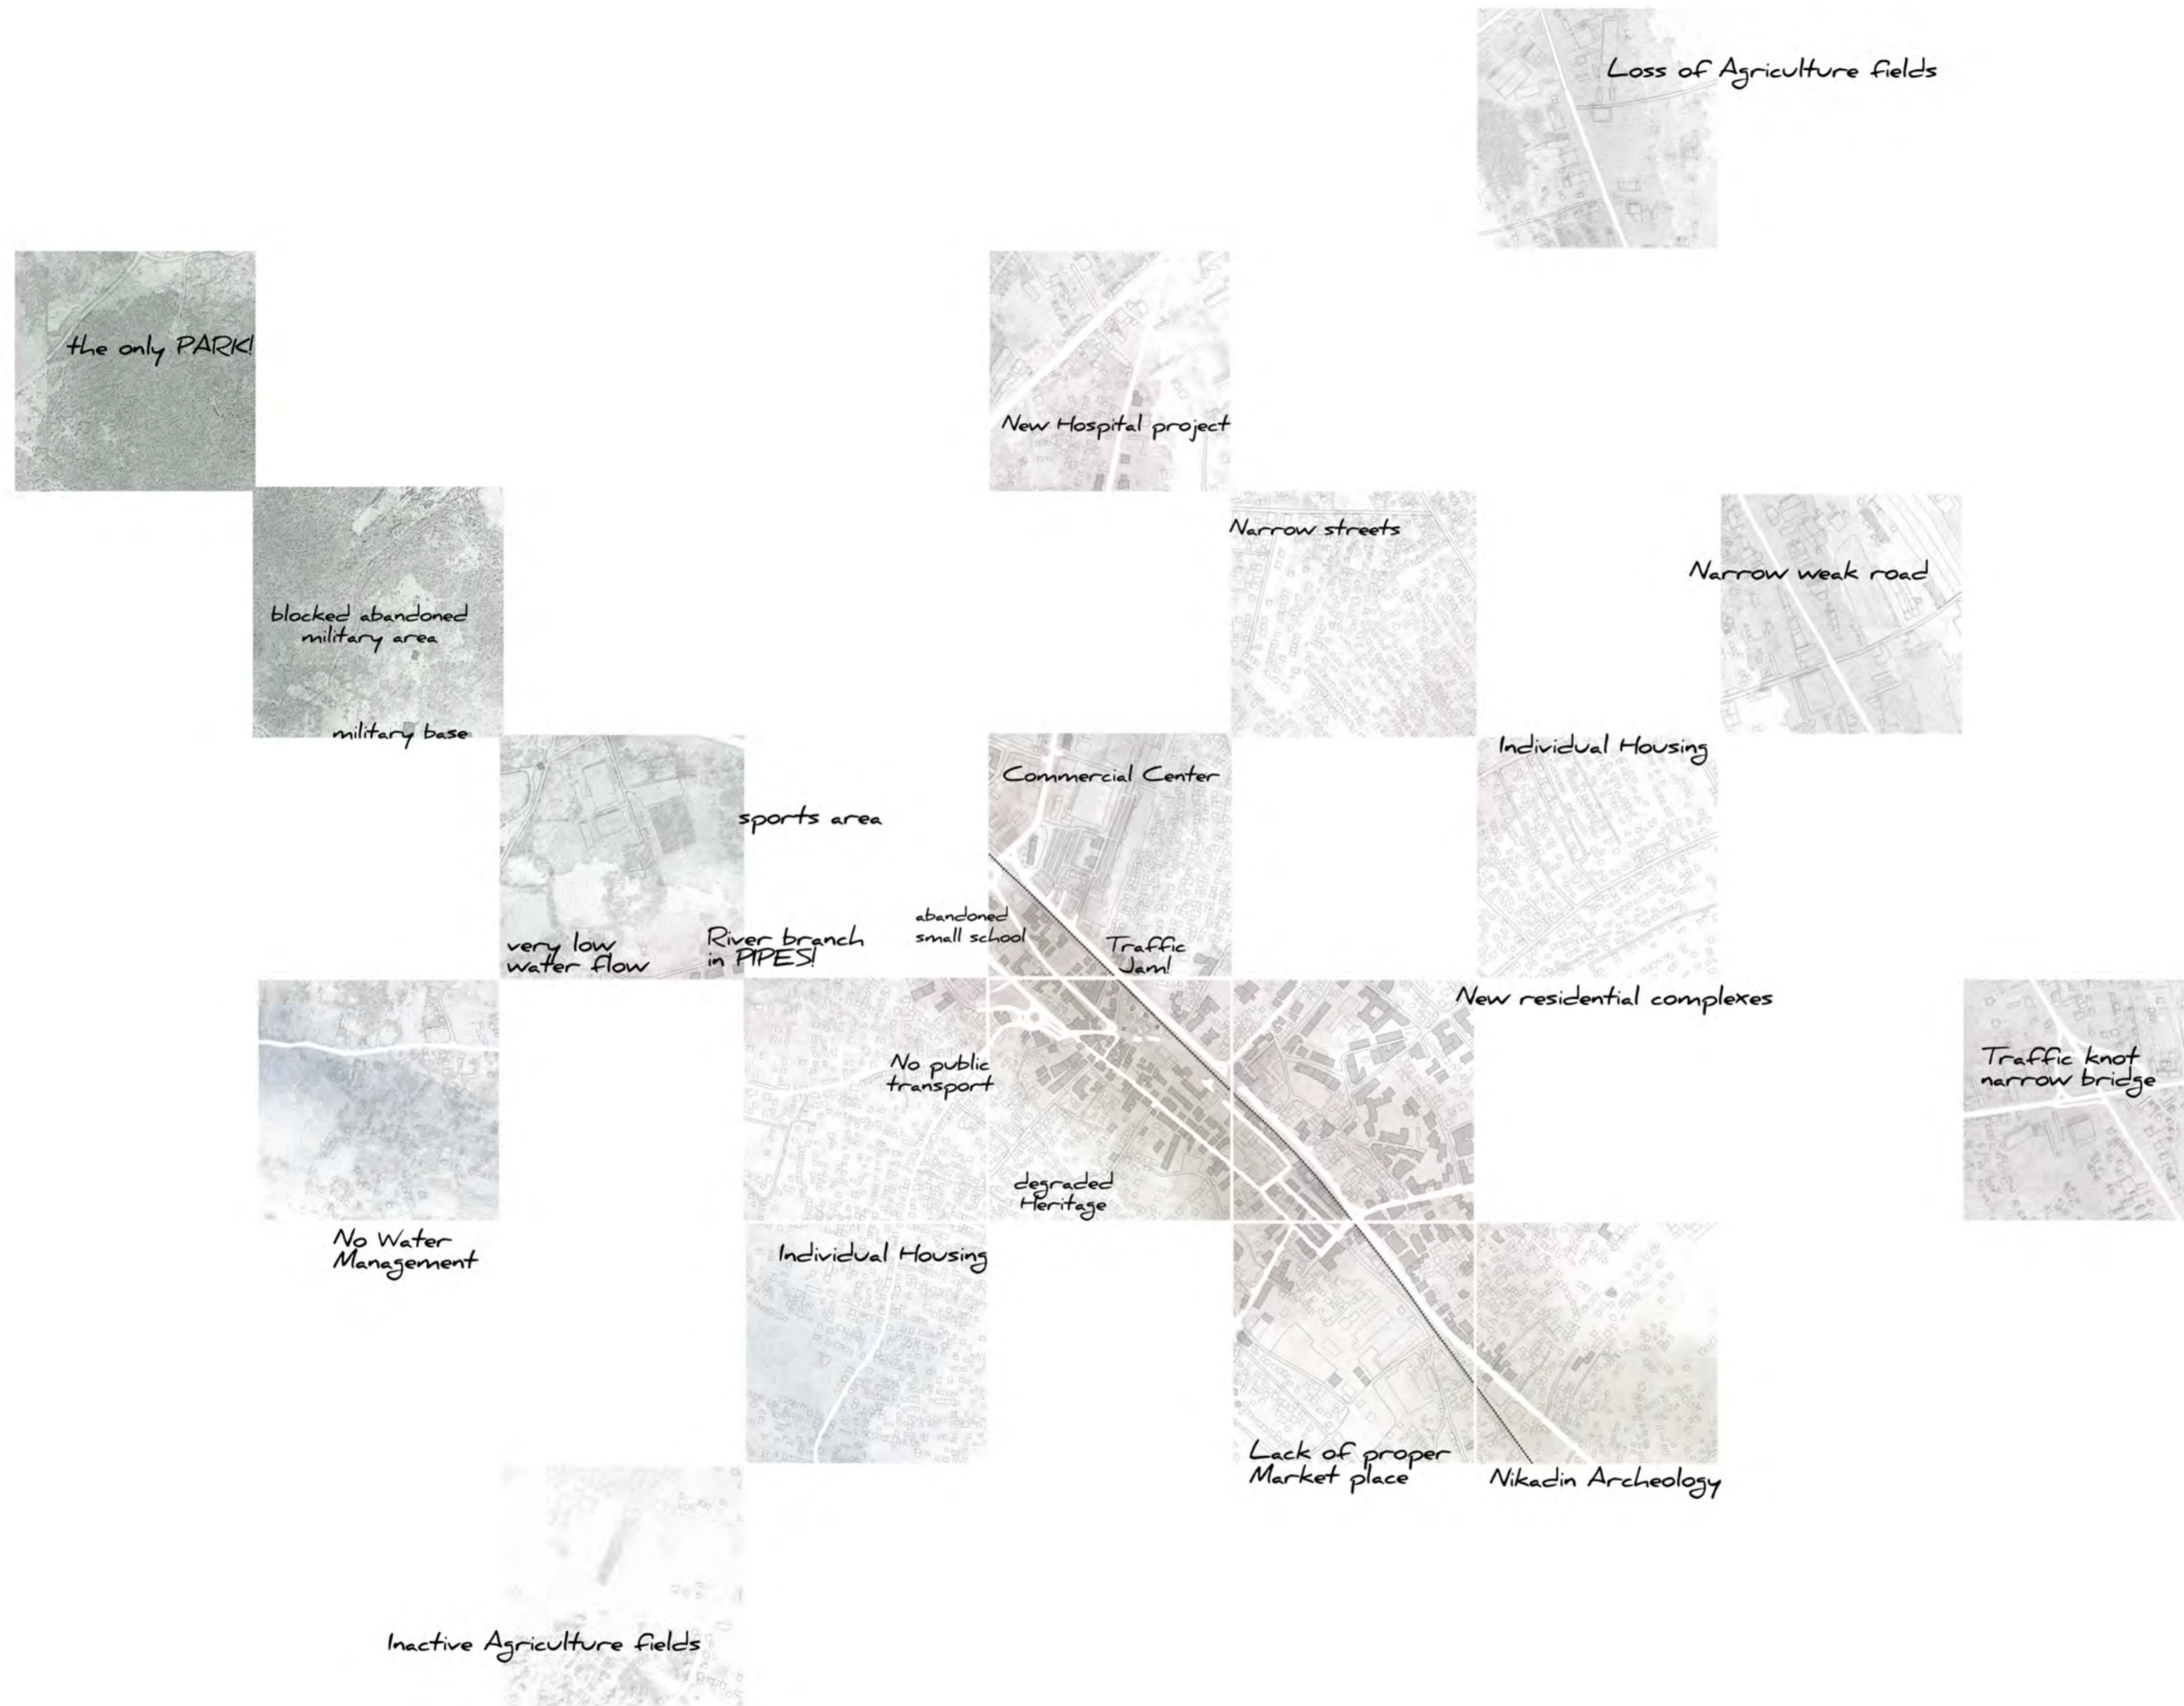 Loss of Agriculture fields
the only PARK!
New Hospital project
Narrow streets
Narrow weak road
blocked abandoned
military area
military base
Individual Housing
Commercial Center
sports area
abandoned
small school
very low
water flow
River branch
in PIPES!
Traffic
Jam!
New residential complexes
No public
transport
Traffic knot
narrow bridge
degraded
Heritage
No Water
Management
Individual Housing
Lack of proper
Market place
Nikadin Archeology
Inactive Agriculture fields